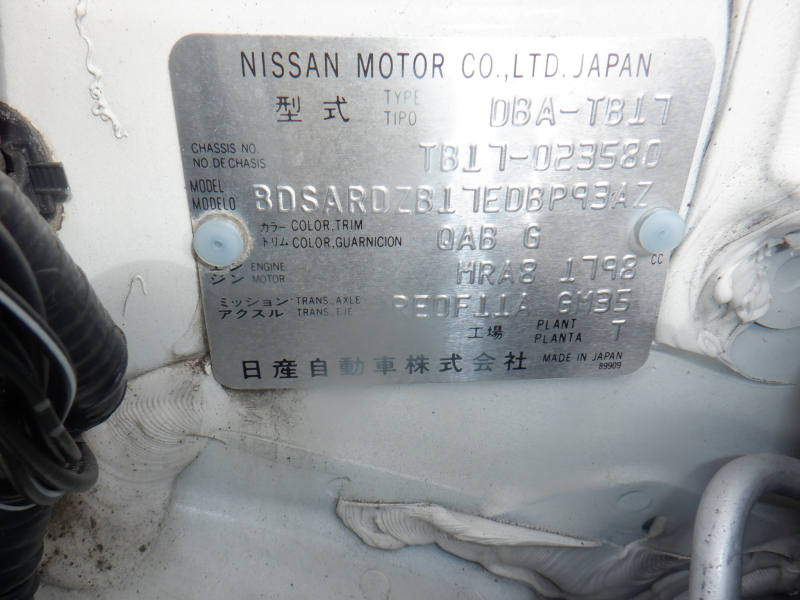 NISSAN MOTOR CO.,LTD. JAPAN
型式 TYPE TIPO DBA-TB17
CHASSIS NO. NO. DE CHASIS TB17-023580
MODEL MODELO BDSARDZB17EDBP93AZ
カラー COLOR, TRIM
トリム COLOR, GUARNICION QAB G
エンジン ENGINE MOTOR MRA8 1798 CC
ミッション TRANS. AXLE
アクスル TRANS. EJE RE0F11A GM35
工場 PLANT PLANTA T
日産自動車株式会社 MADE IN JAPAN
89909